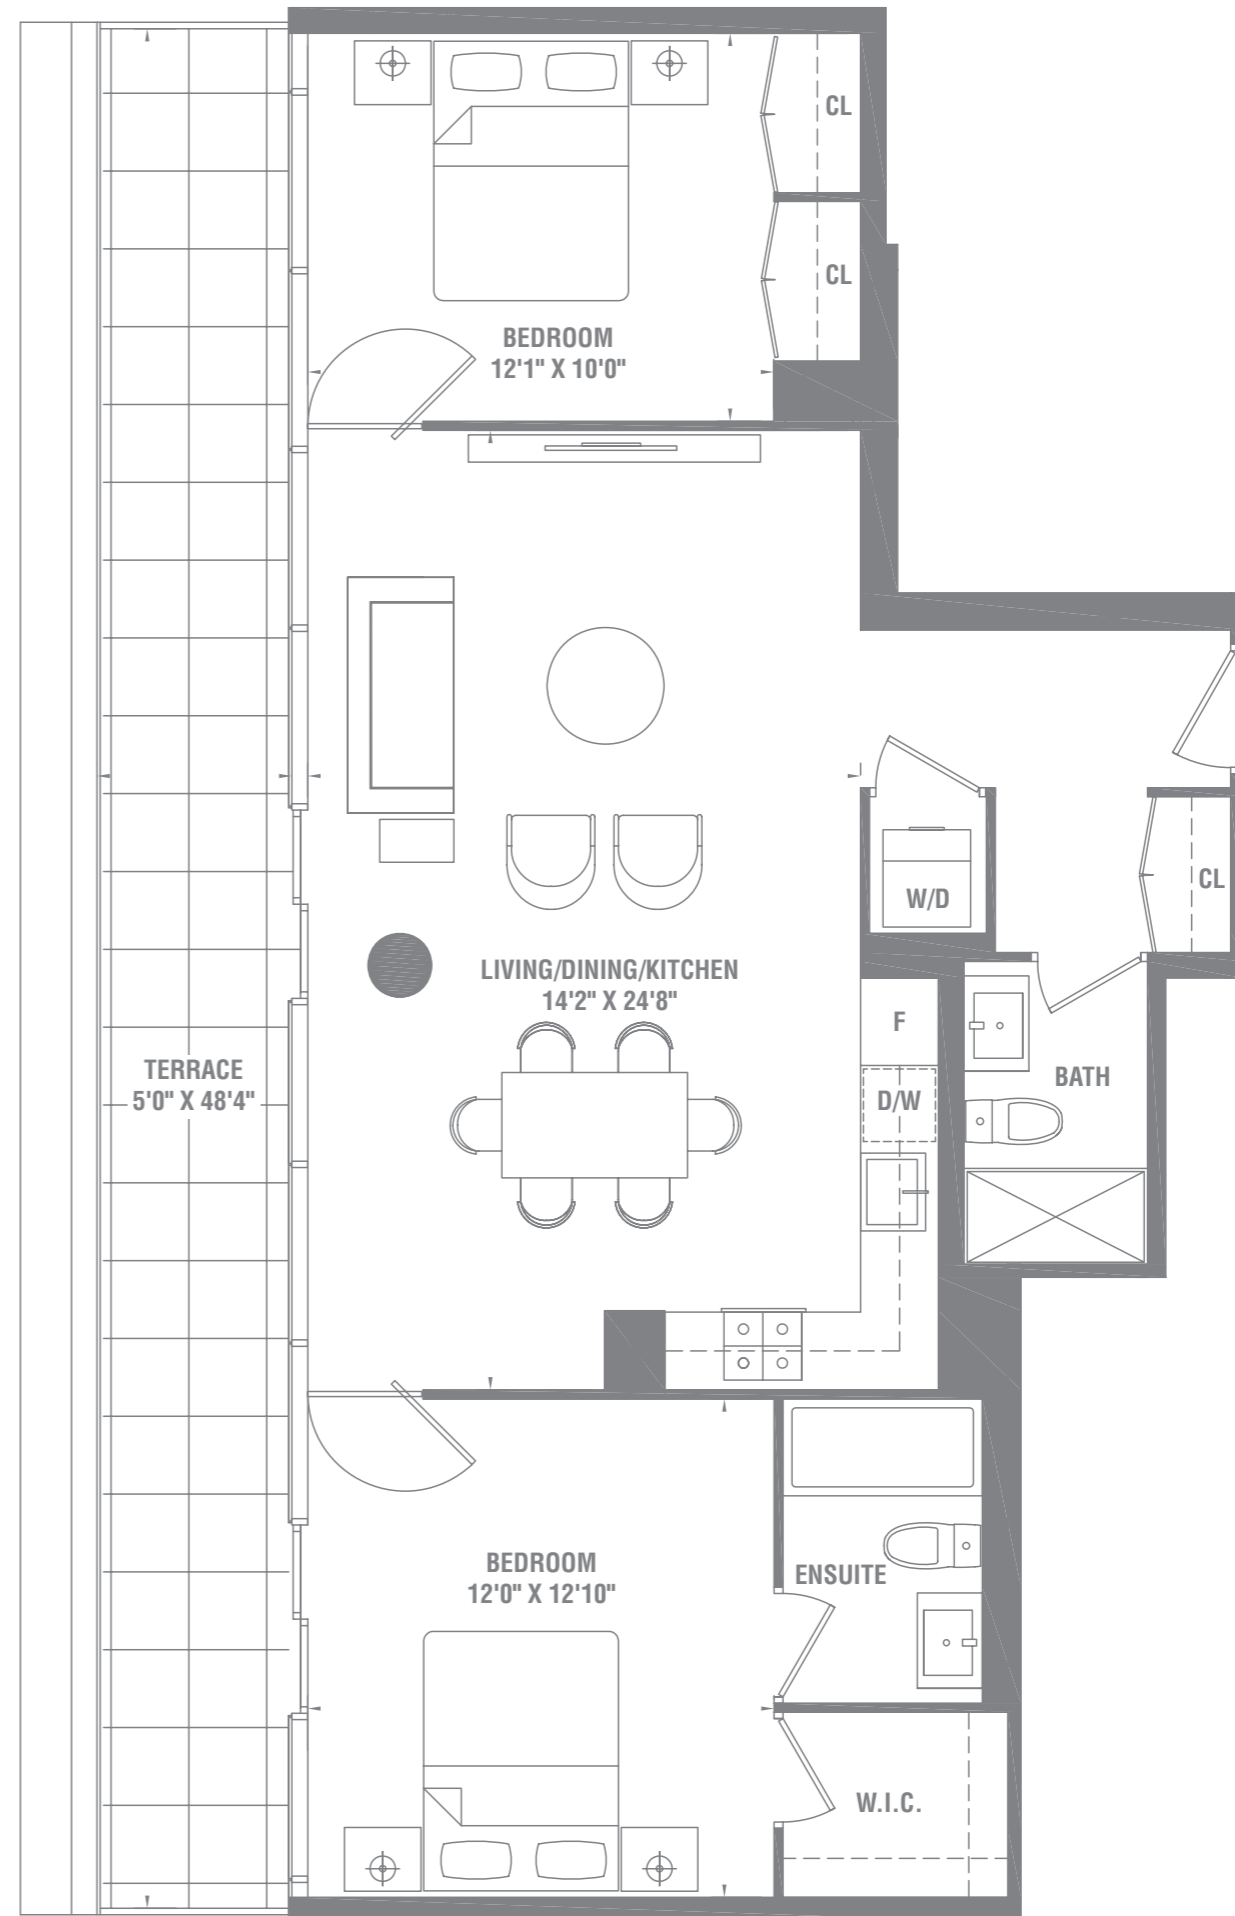 CL
CL
BEDROOM
12'1" X 10'0"
W/D
CL
LIVING/DINING/KITCHEN
14'2" X 24'8"
F
TERRACE
5'0" X 48'4"
BATH
D/W
BEDROOM
12'0" X 12'10"
ENSUITE
W.I.C.